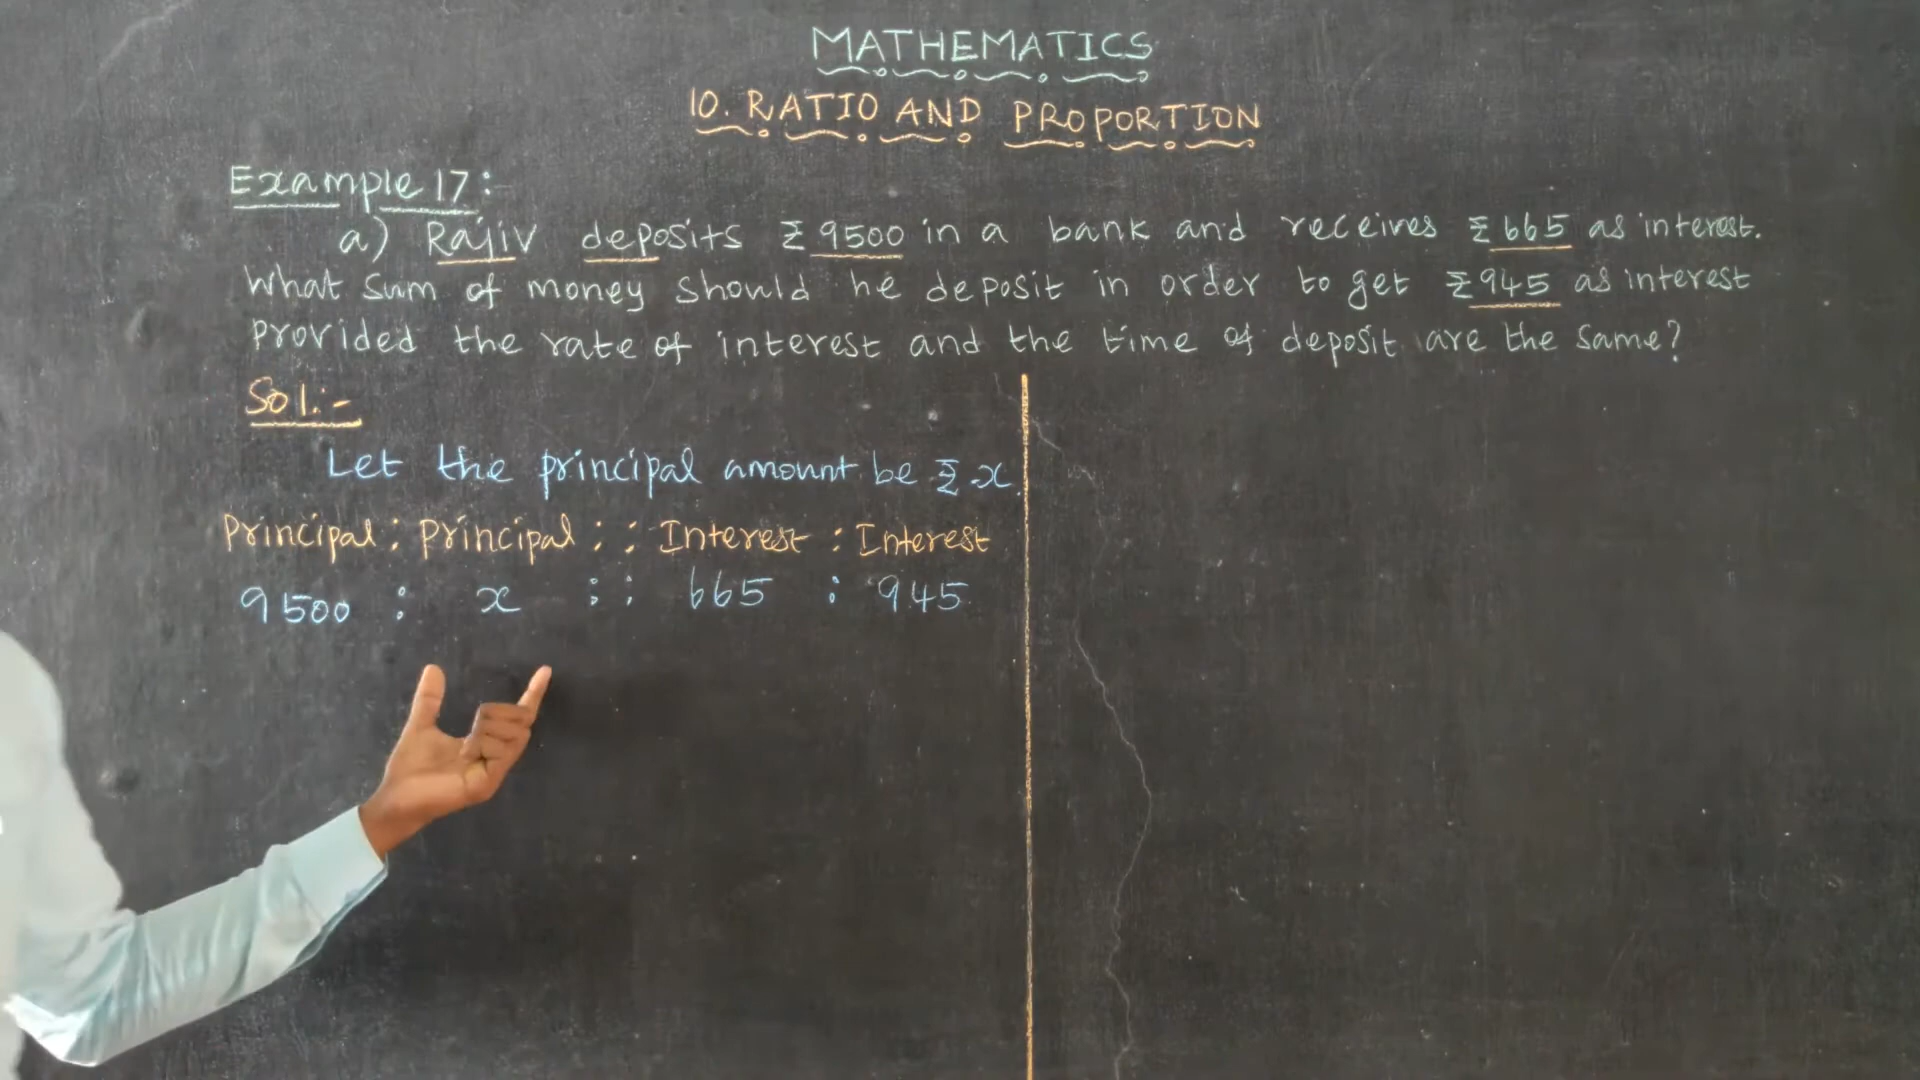 MATHEMATICS
10. RATIO AND PROPORTION
Example 17:
a) Rajiv deposits ₹ 9500 in a bank and receives ₹ 665 as interest.
What sum of money should he deposit in order to get ₹ 945 as interest
provided the rate of interest and the time of deposit are the same?
Sol:-
Let the principal amount be ₹ x.
Principal : Principal :: Interest : Interest
9500 : x :: 665 : 945